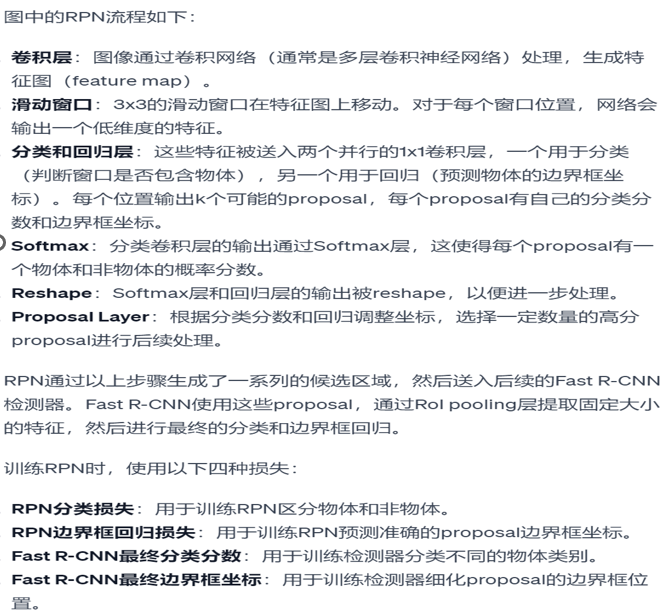 图中的RPN流程如下：
卷积层：图像通过卷积网络（通常是多层卷积神经网络）处理，生成特
征图（feature map）。
滑动窗口：3x3的滑动窗口在特征图上移动。对于每个窗口位置，网络会
输出一个低维度的特征。
分类和回归层：这些特征被送入两个并行的1x1卷积层，一个用于分类
（判断窗口是否包含物体），另一个用于回归（预测物体的边界框坐
标）。每个位置输出k个可能的proposal，每个proposal有自己的分类分
数和边界框坐标。
Softmax：分类卷积层的输出通过Softmax层，这使得每个proposal有一
个物体和非物体的概率分数。
Reshape：Softmax层和回归层的输出被reshape，以便进一步处理。
Proposal Layer：根据分类分数和回归调整坐标，选择一定数量的高分
proposal进行后续处理。
RPN通过以上步骤生成了一系列的候选区域，然后送入后续的Fast R-CNN
检测器。Fast R-CNN使用这些proposal，通过RoI pooling层提取固定大小
的特征，然后进行最终的分类和边界框回归。
训练RPN时，使用以下四种损失：
RPN分类损失：用于训练RPN区分物体和非物体。
RPN边界框回归损失：用于训练RPN预测准确的proposal边界框坐标。
Fast R-CNN最终分类分数：用于训练检测器分类不同的物体类别。
Fast R-CNN最终边界框坐标：用于训练检测器细化proposal的边界框位
置。